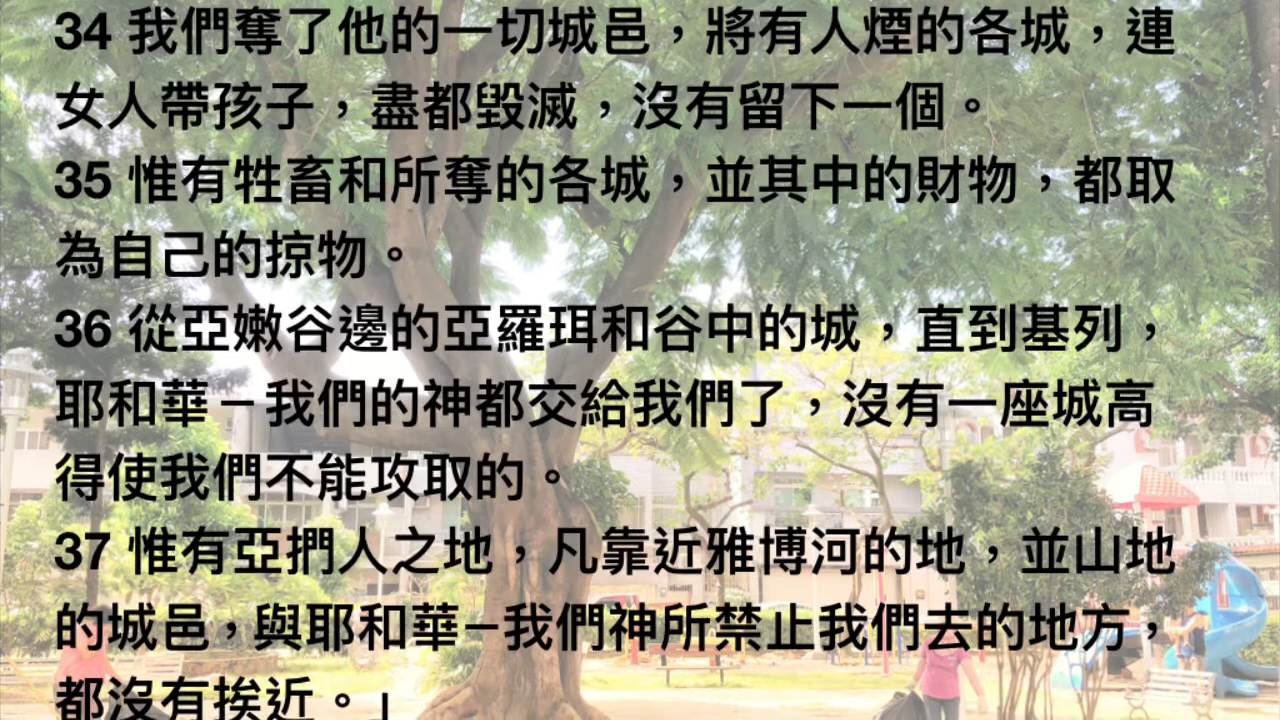 34 我們奪了他的一切城邑，將有人煙的各城，連
女人帶孩子，盡都毀滅，沒有留下一個。
35 惟有牲畜和所奪的各城，並其中的財物，都取
為自己的掠物。
36 從亞嫩谷邊的亞羅珥和谷中的城，直到基列，
耶和華－我們的神都交給我們了，沒有一座城高
得使我們不能攻取的。
37 惟有亞捫人之地，凡靠近雅博河的地，並山地
的城邑，與耶和華－我們神所禁止我們去的地方，
都沒有挨近。」